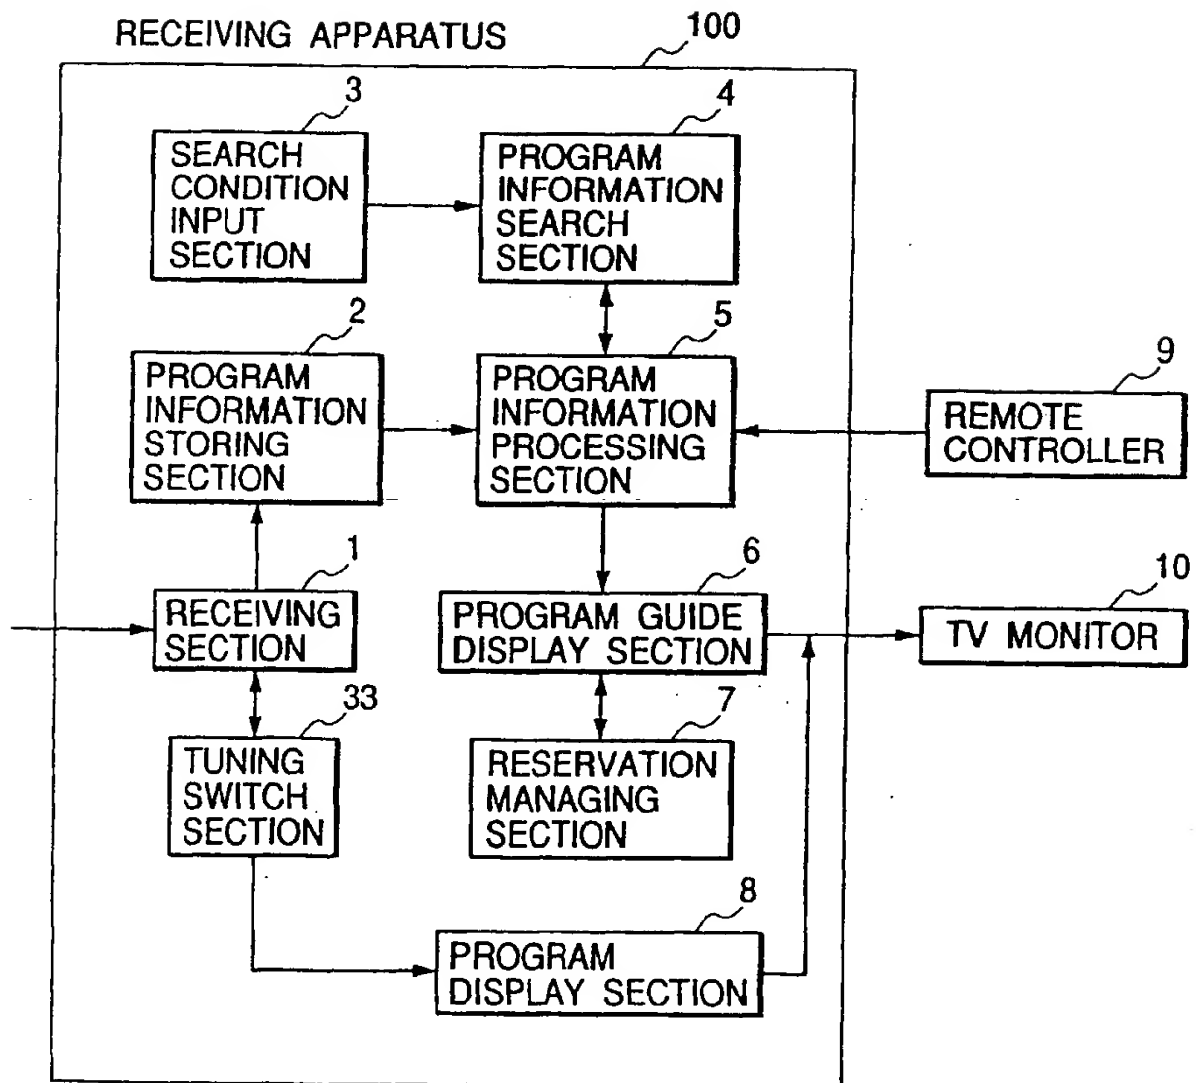 RECEIVING APPARATUS
100
3
SEARCH
CONDITION
INPUT
SECTION
4
PROGRAM
INFORMATION
SEARCH
SECTION
2
PROGRAM
INFORMATION
STORING
SECTION
5
PROGRAM
INFORMATION
PROCESSING
SECTION
9
REMOTE
CONTROLLER
1
RECEIVING
SECTION
6
PROGRAM GUIDE
DISPLAY SECTION
10
TV MONITOR
33
TUNING
SWITCH
SECTION
7
RESERVATION
MANAGING
SECTION
8
PROGRAM
DISPLAY SECTION